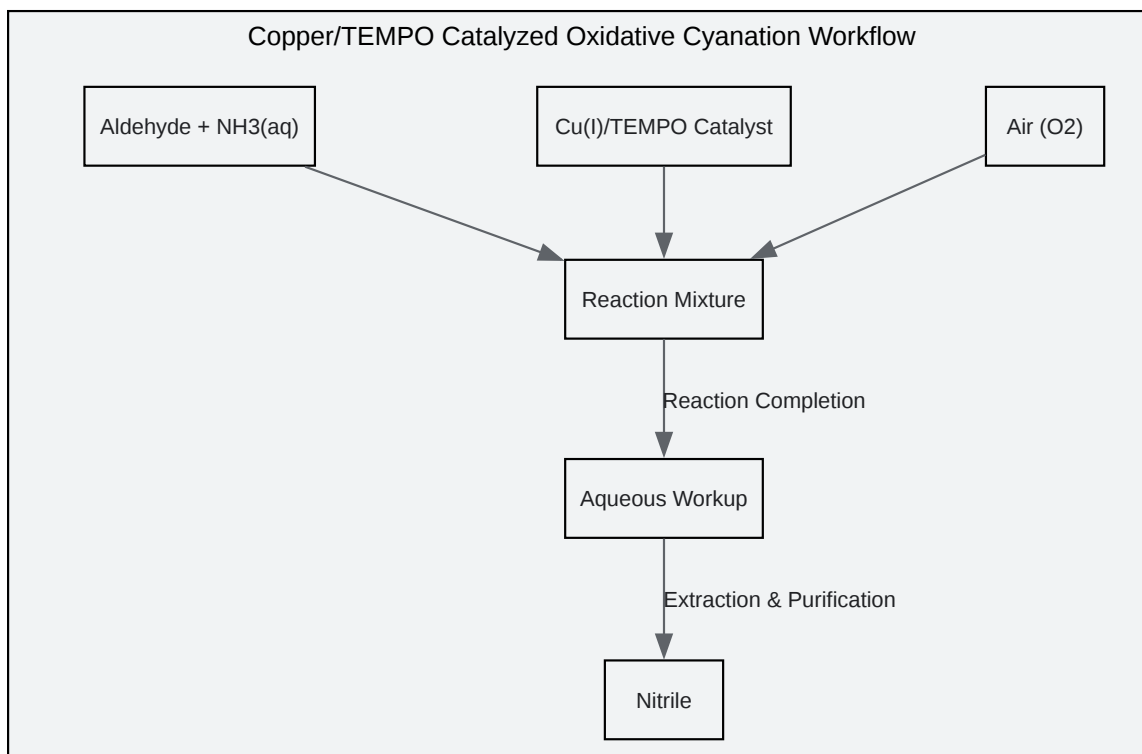 Copper/TEMPO Catalyzed Oxidative Cyanation Workflow
Aldehyde + NH3(aq)
Cu(I)/TEMPO Catalyst
Air (O2)
Reaction Mixture
Reaction Completion
Aqueous Workup
Extraction & Purification
Nitrile